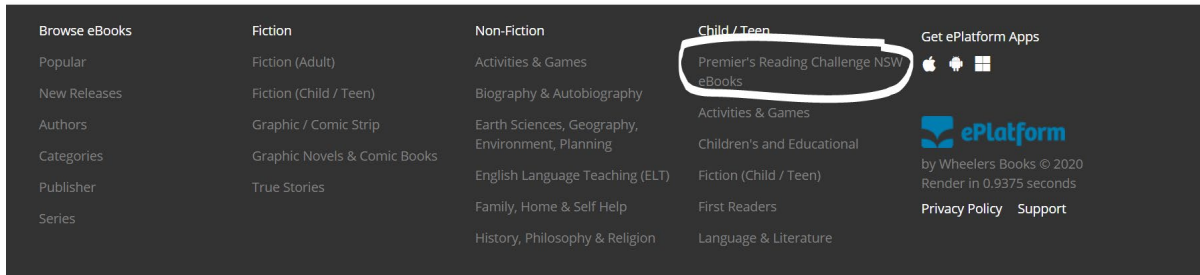 Browse eBooks
Popular
New Releases
Authors
Categories
Publisher
Series
Fiction
Fiction (Adult)
Fiction (Child / Teen)
Graphic / Comic Strip
Graphic Novels & Comic Books
True Stories
Non-Fiction
Activities & Games
Biography & Autobiography
Earth Sciences, Geography,
Environment, Planning
English Language Teaching (ELT)
Family, Home & Self Help
History, Philosophy & Religion
Child / Teen
Premier's Reading Challenge NSW
eBooks
Activities & Games
Children's and Educational
Fiction (Child / Teen)
First Readers
Language & Literature
Get ePlatform Apps
ePlatform
by Wheelers Books © 2020
Render in 0.9375 seconds
Privacy Policy Support